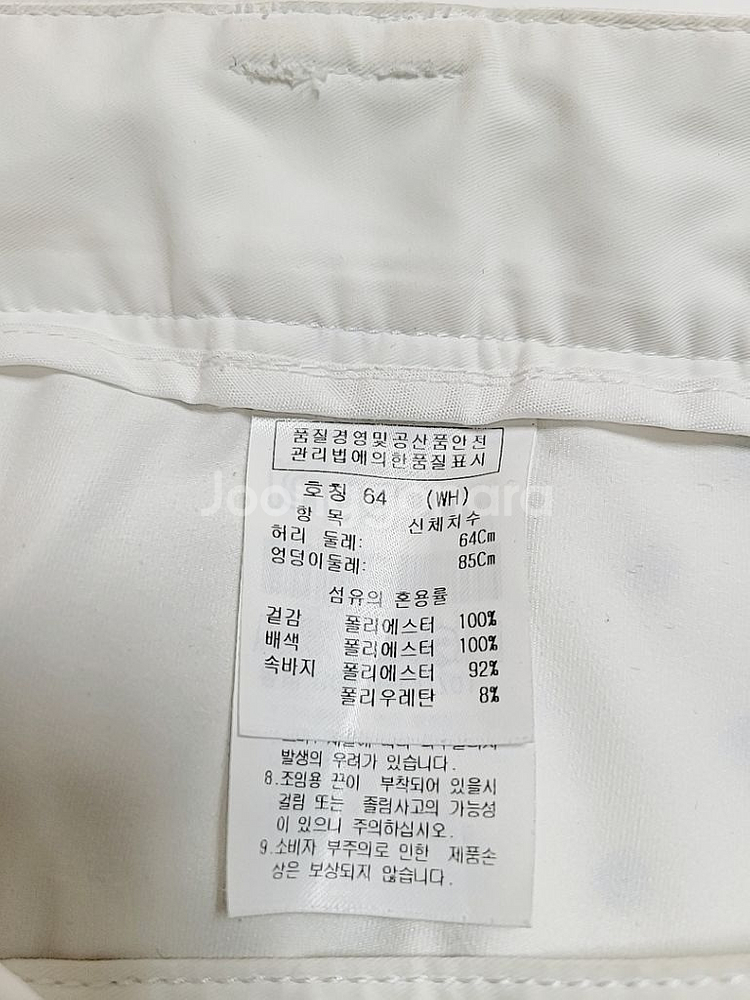 품질경영및공산품안전
관리법에의한품질표시
호칭 64 (WH)
항 목 신체치수
허리 둘레: 64Cm
엉덩이둘레: 85Cm
섬유의 혼용률
겉감 폴리에스터 100%
배색 폴리에스터 100%
속바지 폴리에스터 92%
폴리우레탄 8%
발생의 우려가 있습니다.
8.조임용 끈이 부착되어 있을시
걸림 또는 졸림사고의 가능성
이 있으니 주의하십시오.
9.소비자 부주의로 인한 제품손
상은 보상되지 않습니다.
Joonggonara